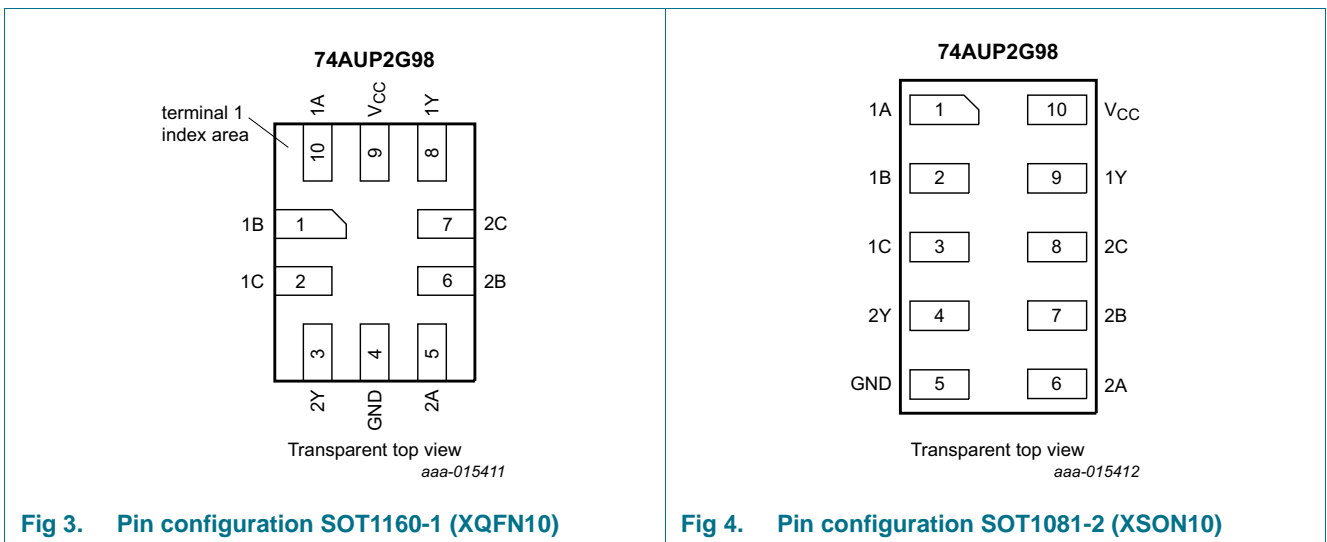 74AUP2G98
terminal 1
index area
1A
VCC
1Y
10
9
8
1B
1
7
2C
1C
2
6
2B
3
4
5
2Y
GND
2A
Transparent top view
aaa-015411
Fig 3. Pin configuration SOT1160-1 (XQFN10)
74AUP2G98
1A
1
10
VCC
1B
2
9
1Y
1C
3
8
2C
2Y
4
7
2B
GND
5
6
2A
Transparent top view
aaa-015412
Fig 4. Pin configuration SOT1081-2 (XSON10)